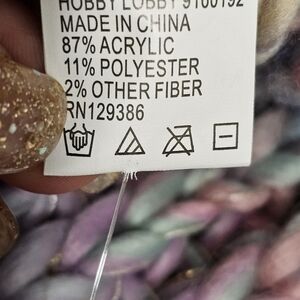 HOBBY LOBBY 9100192
MADE IN CHINA
87% ACRYLIC
11% POLYESTER
2% OTHER FIBER
RN129386